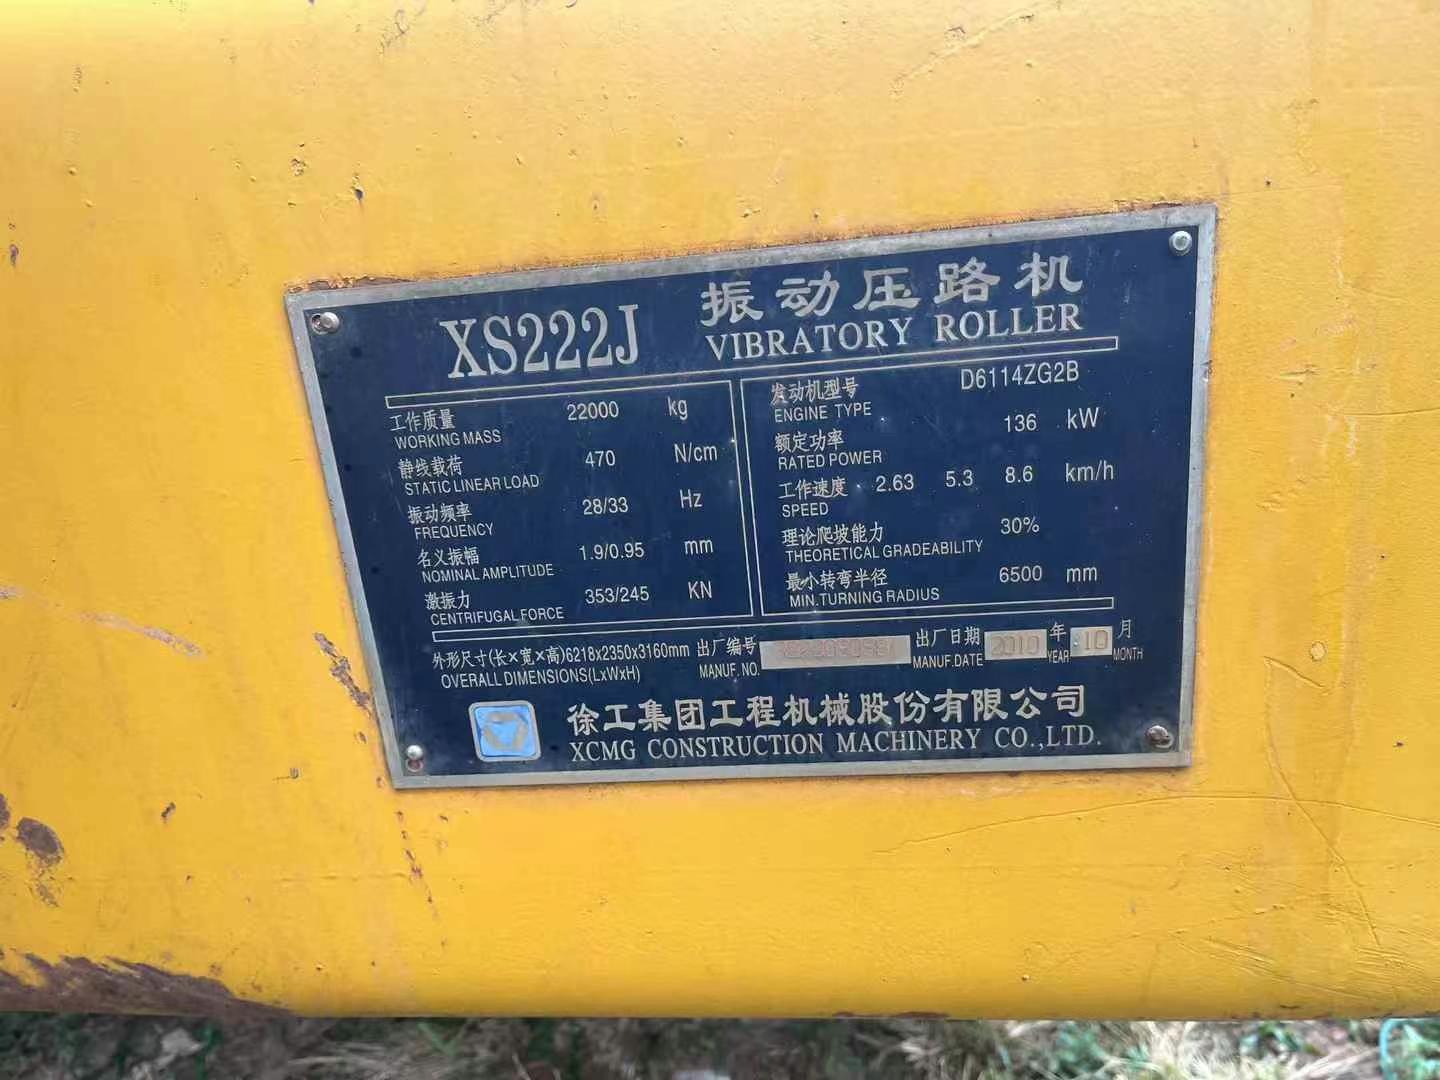 XS222J 振动压路机
VIBRATORY ROLLER
工作质量 22000 kg
WORKING MASS
静线载荷 470 N/cm
STATIC LINEAR LOAD
振动频率 28/33 Hz
FREQUENCY
名义振幅 1.9/0.95 mm
NOMINAL AMPLITUDE
激振力 353/245 KN
CENTRIFUGAL FORCE
发动机型号 D6114ZG2B
ENGINE TYPE
额定功率 136 kW
RATED POWER
工作速度 2.63 5.3 8.6 km/h
SPEED
理论爬坡能力 30%
THEORETICAL GRADEABILITY
最小转弯半径 6500 mm
MIN.TURNING RADIUS
外形尺寸(长×宽×高)6218x2350x3160mm 出厂编号 出厂日期 2010 年 10 月
OVERALL DIMENSIONS(LxWxH) MANUF. NO. MANUF.DATE YEAR MONTH
徐工集团工程机械股份有限公司
XCMG CONSTRUCTION MACHINERY CO.,LTD.